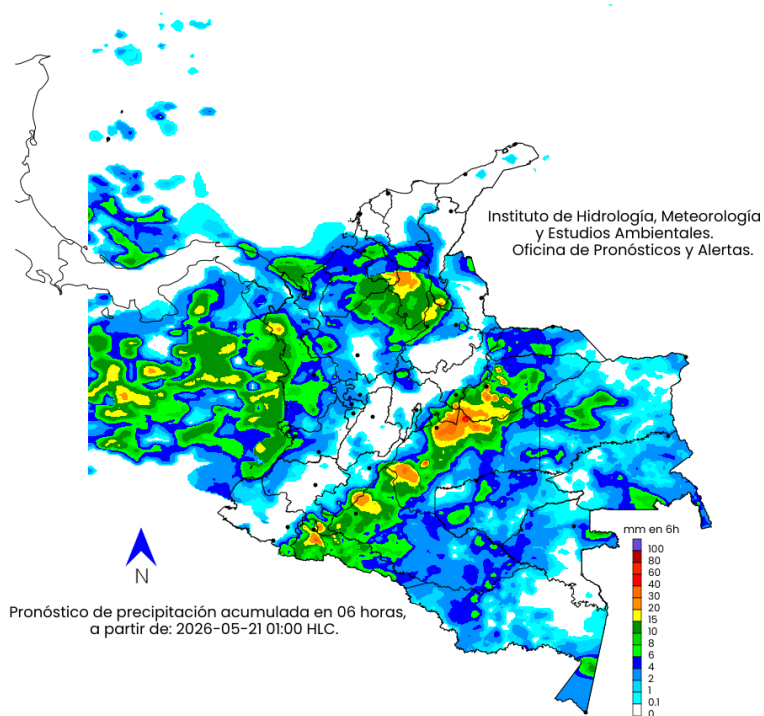 Instituto de Hidrología, Meteorología
y Estudios Ambientales.
Oficina de Pronósticos y Alertas.
N
Pronóstico de precipitación acumulada en 06 horas,
a partir de: 2026-05-21 01:00 HLC.
mm en 6h
100
80
60
40
30
20
15
10
8
6
4
2
1
0.1
0